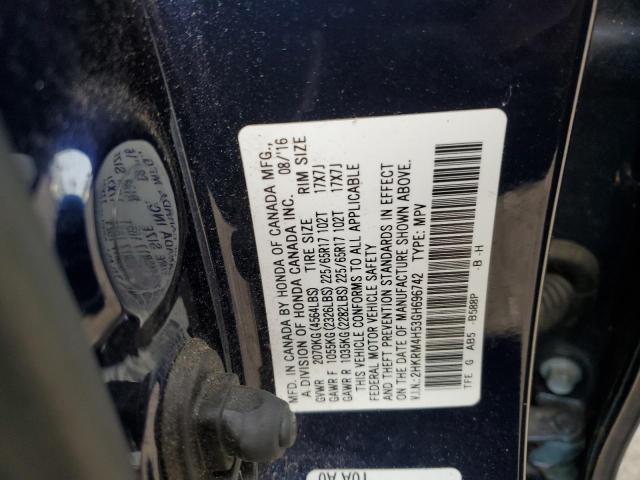 MFD. IN CANADA BY HONDA OF CANADA MFG.,
A DIVISION OF HONDA CANADA INC. 08/'16
GVWR 2070KG(4564LBS) TIRE SIZE RIM SIZE
GAWR F 1055KG(2326LBS) 225/65R17 102T 17X7J
GAWR R 1035KG(2282LBS) 225/65R17 102T 17X7J
THIS VEHICLE CONFORMS TO ALL APPLICABLE
FEDERAL MOTOR VEHICLE SAFETY
AND THEFT PREVENTION STANDARDS IN EFFECT
ON THE DATE OF MANUFACTURE SHOWN ABOVE.
V.I.N.:2HKRM4H53GH696742 TYPE: MPV
TFE G AB5 -B588P -B -H